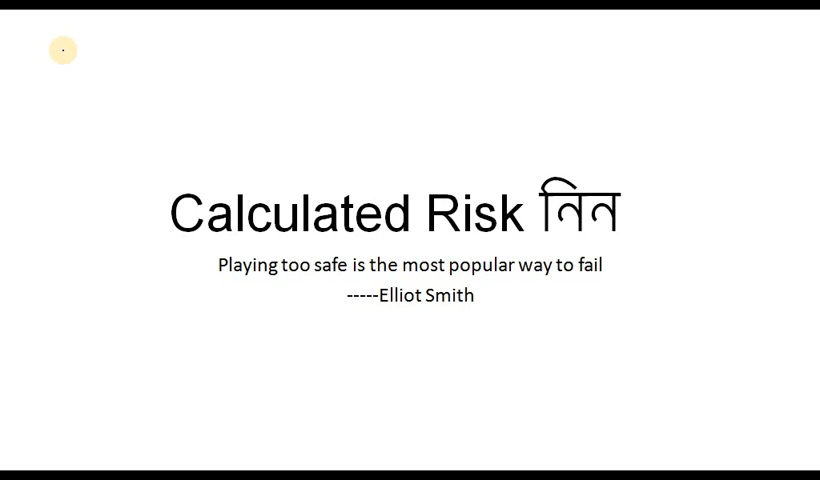 Calculated Risk নিন
Playing too safe is the most popular way to fail
-----Elliot Smith